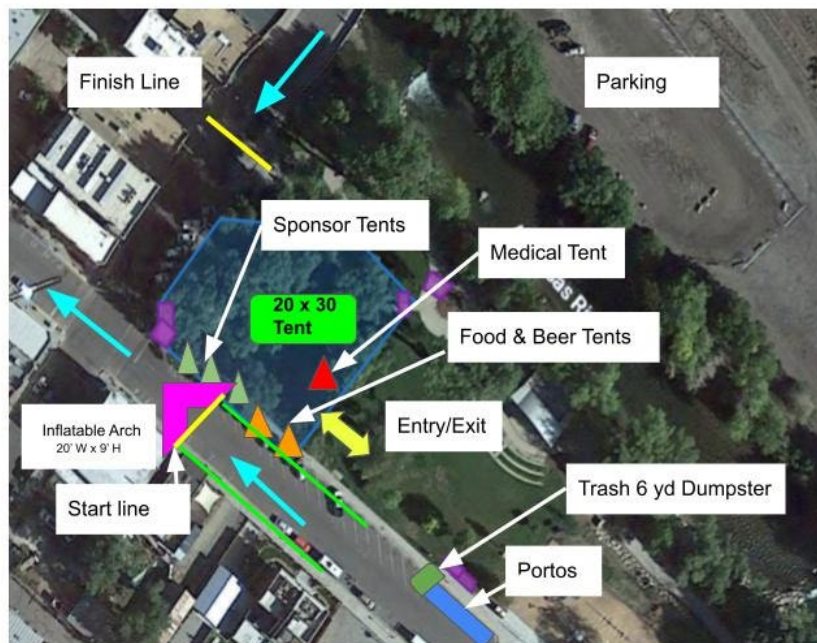 Finish Line
Parking
Sponsor Tents
Medical Tent
20 x 30
Tent
Food & Beer Tents
Inflatable Arch
20' W x 9' H
Entry/Exit
Start line
Trash 6 yd Dumpster
Portos